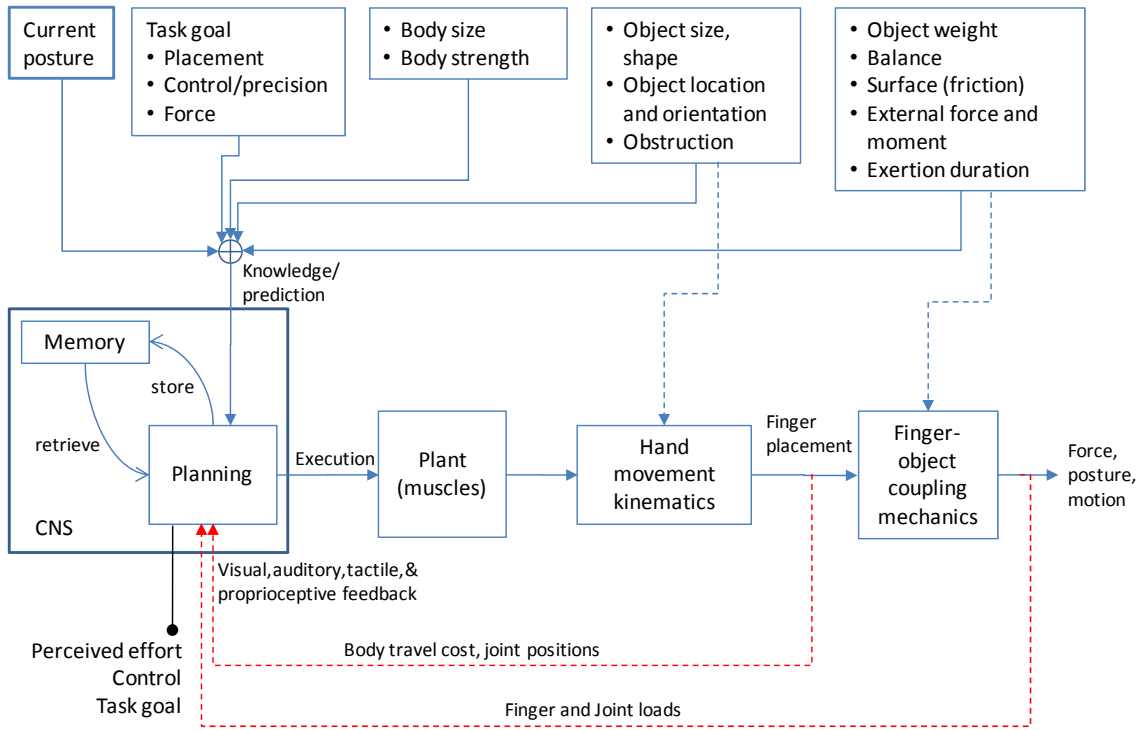 Current
posture
Task goal
• Placement
• Control/precision
• Force
• Body size
• Body strength
• Object size,
shape
• Object location
and orientation
• Obstruction
• Object weight
• Balance
• Surface (friction)
• External force and
moment
• Exertion duration
Knowledge/
prediction
Memory
store
retrieve
Planning
CNS
Execution
Plant
(muscles)
Hand
movement
kinematics
Finger
placement
Finger-
object
coupling
mechanics
Force,
posture,
motion
Visual,auditory,tactile,&
proprioceptive feedback
Perceived effort
Control
Task goal
Body travel cost, joint positions
Finger and Joint loads